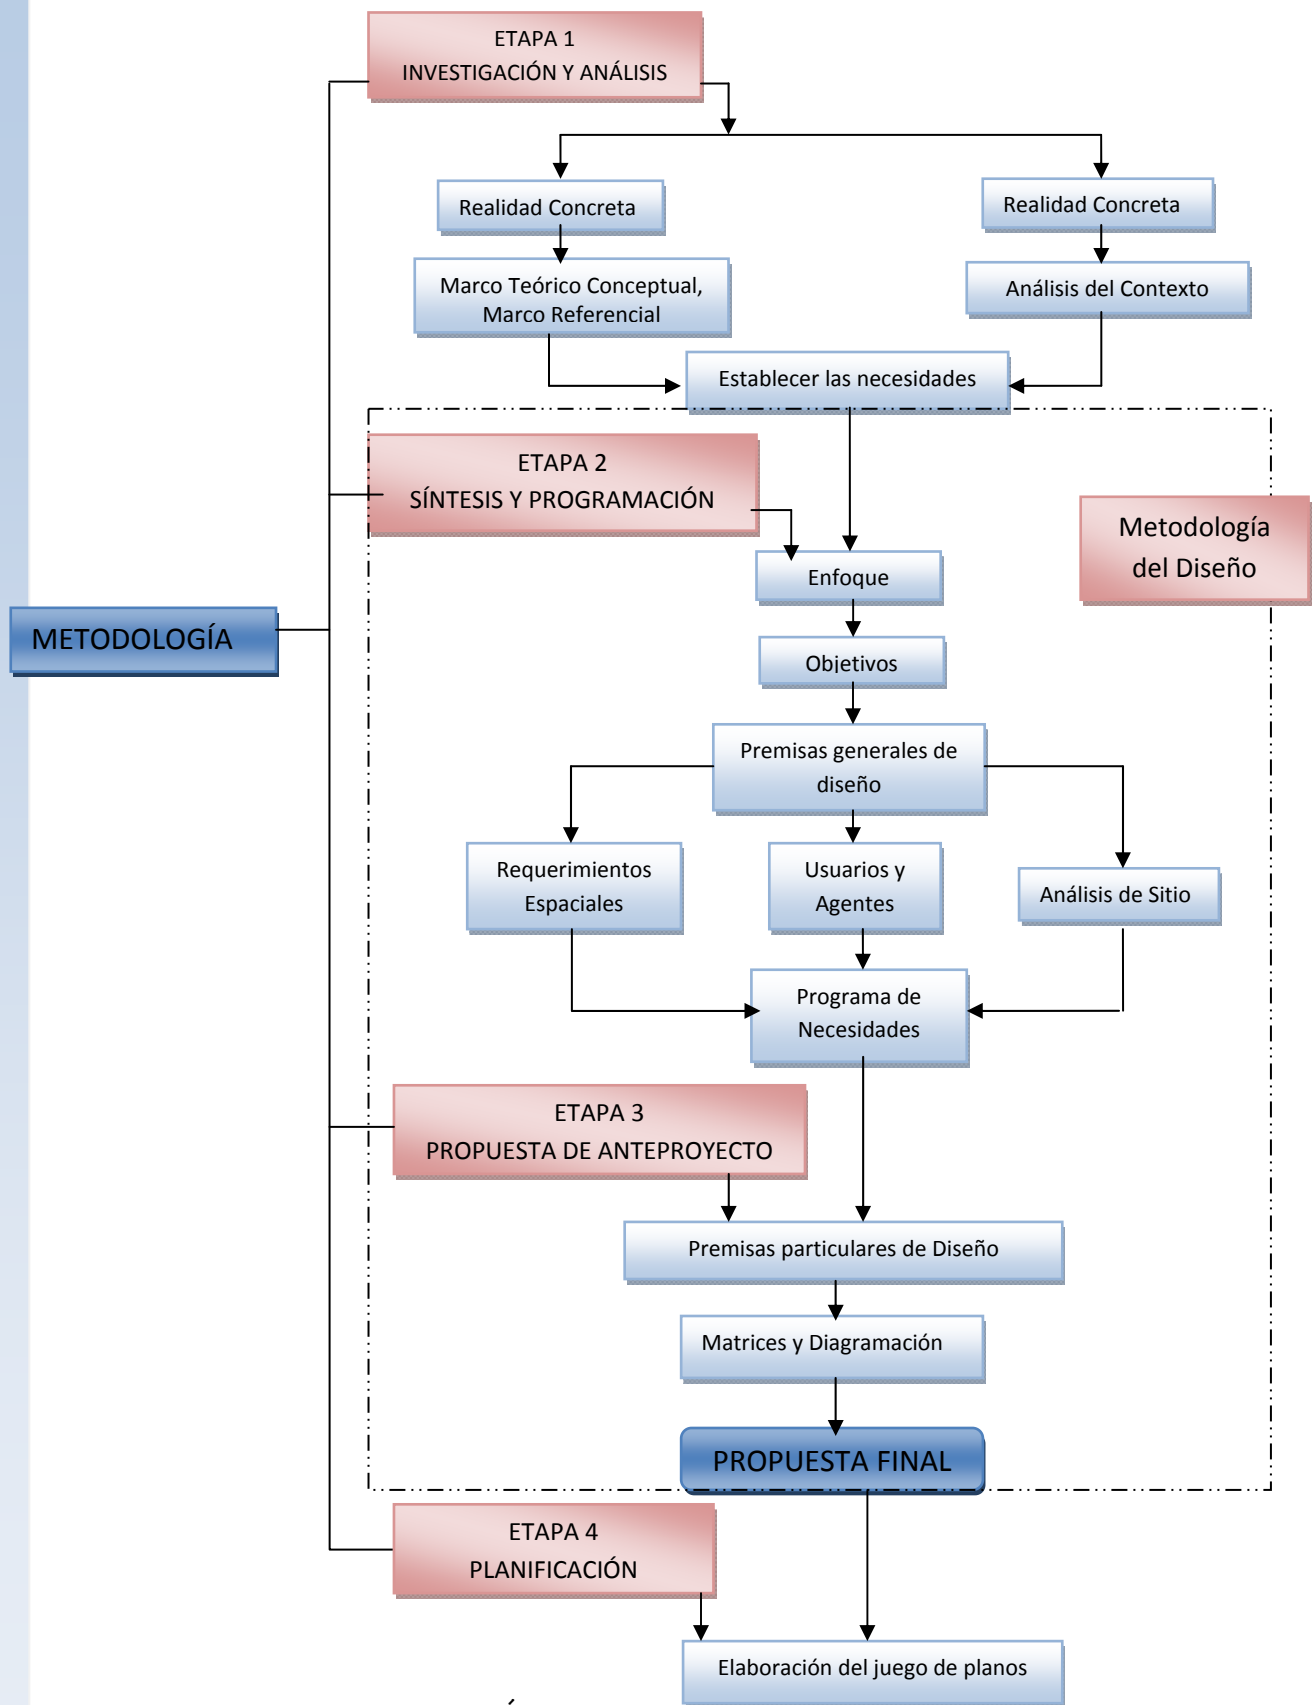 ETAPA 1
INVESTIGACIÓN Y ANÁLISIS
Realidad Concreta
Realidad Concreta
Marco Teórico Conceptual,
Marco Referencial
Análisis del Contexto
Establecer las necesidades
ETAPA 2
SÍNTESIS Y PROGRAMACIÓN
Metodología
del Diseño
Enfoque
METODOLOGÍA
Objetivos
Premisas generales de
diseño
Requerimientos
Espaciales
Usuarios y
Agentes
Análisis de Sitio
Programa de
Necesidades
ETAPA 3
PROPUESTA DE ANTEPROYECTO
Premisas particulares de Diseño
Matrices y Diagramación
PROPUESTA FINAL
ETAPA 4
PLANIFICACIÓN
Elaboración del juego de planos